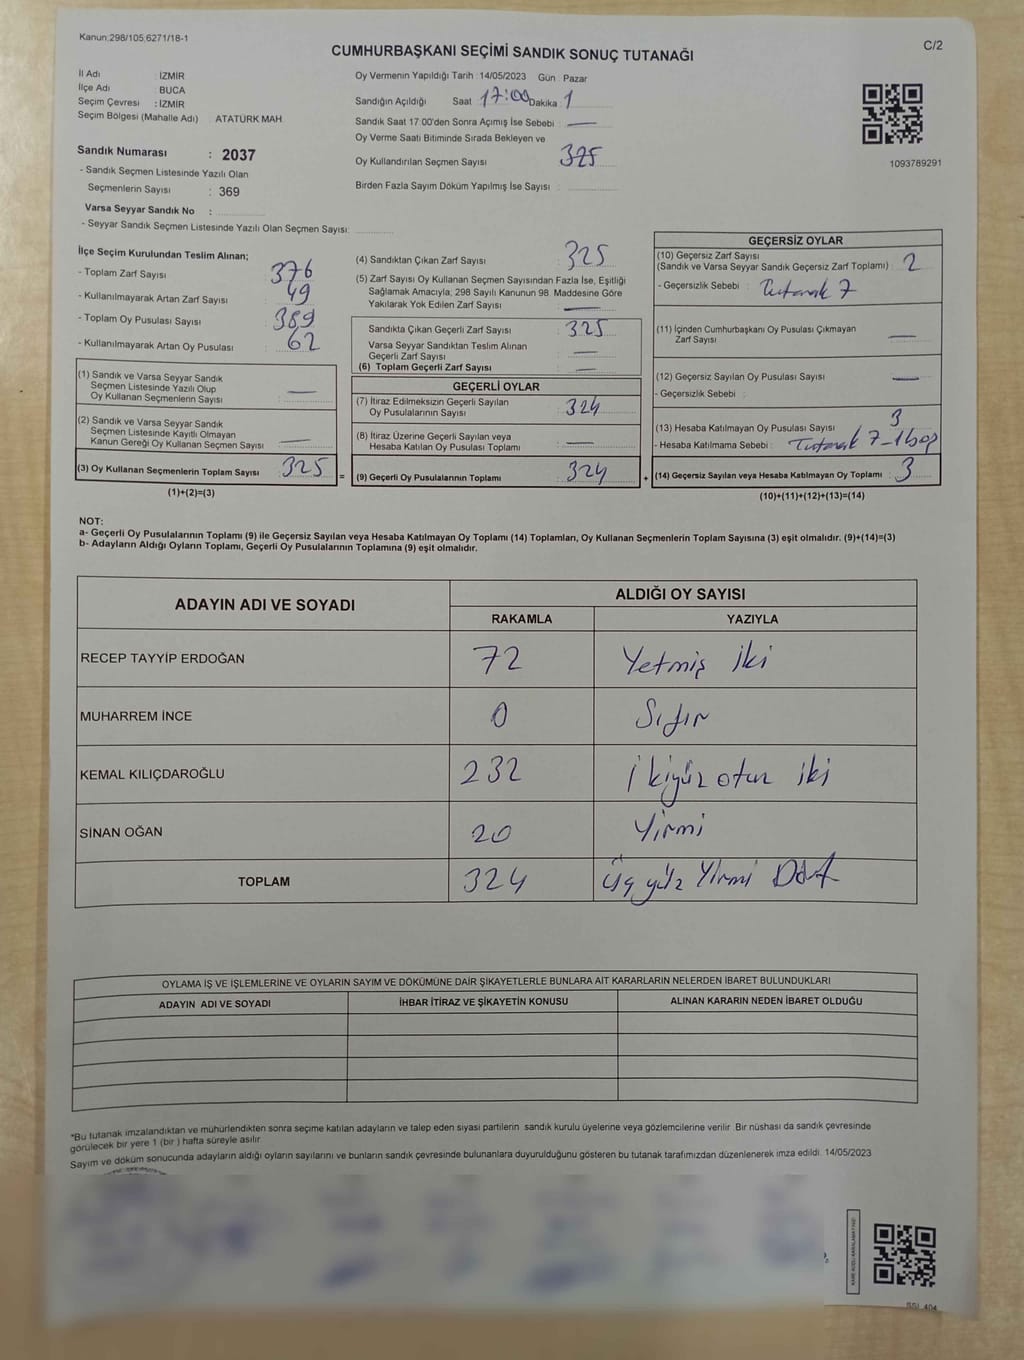 Kanun;298/105,6271/18-1
C/2
CUMHURBAŞKANI SEÇİMİ SANDIK SONUÇ TUTANAĞI
İl Adı : İZMİR
İlçe Adı : BUCA
Seçim Çevresi : İZMİR
Seçim Bölgesi (Mahalle Adı) : ATATÜRK MAH
Sandık Numarası : 2037
- Sandık Seçmen Listesinde Yazılı Olan
Seçmenlerin Sayısı : 369
Varsa Seyyar Sandık No :
- Seyyar Sandık Seçmen Listesinde Yazılı Olan Seçmen Sayısı:
Oy Vermenin Yapıldığı Tarih : 14/05/2023 Gün : Pazar
Sandığın Açıldığı Saat 17:00 Dakika 1
Sandık Saat 17:00'den Sonra Açımış İse Sebebi —
Oy Verme Saati Bitiminde Sırada Bekleyen ve
Oy Kullandırılan Seçmen Sayısı 325
Birden Fazla Sayım Döküm Yapılmış İse Sayısı :
1093789291
İlçe Seçim Kurulundan Teslim Alınan;
- Toplam Zarf Sayısı 376
- Kullanılmayarak Artan Zarf Sayısı : 49
- Toplam Oy Pusulası Sayısı : 389
- Kullanılmayarak Artan Oy Pusulası : 62
(1) Sandık ve Varsa Seyyar Sandık
Seçmen Listesinde Yazılı Olup
Oy Kullanan Seçmenlerin Sayısı : —
(2) Sandık ve Varsa Seyyar Sandık
Seçmen Listesinde Kayıtlı Olmayan
Kanun Gereği Oy Kullanan Seçmen Sayısı : —
(3) Oy Kullanan Seçmenlerin Toplam Sayısı : 325
(1)+(2)=(3)
=
(4) Sandıktan Çıkan Zarf Sayısı : 325
(5) Zarf Sayısı Oy Kullanan Seçmen Sayısından Fazla İse, Eşitliği
Sağlamak Amacıyla; 298 Sayılı Kanunun 98. Maddesine Göre
Yakılarak Yok Edilen Zarf Sayısı : —
Sandıkta Çıkan Geçerli Zarf Sayısı : 325
Varsa Seyyar Sandıktan Teslim Alınan
Geçerli Zarf Sayısı : —
(6) Toplam Geçerli Zarf Sayısı : —
GEÇERLİ OYLAR
(7) İtiraz Edilmeksizin Geçerli Sayılan
Oy Pusulalarının Sayısı : 324
(8) İtiraz Üzerine Geçerli Sayılan veya
Hesaba Katılan Oy Pusulası Toplamı : —
(9) Geçerli Oy Pusulalarının Toplamı : 324
+
GEÇERSİZ OYLAR
(10) Geçersiz Zarf Sayısı
(Sandık ve Varsa Seyyar Sandık Geçersiz Zarf Toplamı) : 2
- Geçersizlik Sebebi : Tutanak 7
(11) İçinden Cumhurbaşkanı Oy Pusulası Çıkmayan
Zarf Sayısı : —
(12) Geçersiz Sayılan Oy Pusulası Sayısı : —
- Geçersizlik Sebebi :
(13) Hesaba Katılmayan Oy Pusulası Sayısı : 3
- Hesaba Katılmama Sebebi : Tutanak 7-1
(14) Geçersiz Sayılan veya Hesaba Katılmayan Oy Toplamı : 3
(10)+(11)+(12)+(13)=(14)
NOT:
a- Geçerli Oy Pusulalarının Toplamı (9) ile Geçersiz Sayılan veya Hesaba Katılmayan Oy Toplamı (14) Toplamları, Oy Kullanan Seçmenlerin Toplam Sayısına (3) eşit olmalıdır. (9)+(14)=(3)
b- Adayların Aldığı Oyların Toplamı, Geçerli Oy Pusulalarının Toplamına (9) eşit olmalıdır.
ADAYIN ADI VE SOYADI
ALDIĞI OY SAYISI
RAKAMLA YAZIYLA
RECEP TAYYİP ERDOĞAN 72 Yetmiş iki
MUHARREM İNCE 0 Sıfır
KEMAL KILIÇDAROĞLU 232 ikiyüz otuz iki
SİNAN OĞAN 20 Yirmi
TOPLAM 324 Üç yüz Yirmi Dört
OYLAMA İŞ VE İŞLEMLERİNE VE OYLARIN SAYIM VE DÖKÜMÜNE DAİR ŞİKAYETLERLE BUNLARA AİT KARARLARIN NELERDEN İBARET BULUNDUKLARI
ADAYIN ADI VE SOYADI İHBAR İTİRAZ VE ŞİKAYETİN KONUSU ALINAN KARARIN NEDEN İBARET OLDUĞU
*Bu tutanak imzalandıktan ve mühürlendikten sonra seçime katılan adayların ve talep eden siyasi partilerin sandık kurulu üyelerine veya gözlemcilerine verilir .Bir nüshası da sandık çevresinde
görülecek bir yere 1 (bir ) hafta süreyle asılır.
Sayım ve döküm sonucunda adayların aldığı oyların sayılarını ve bunların sandık çevresinde bulunanlara duyurulduğunu gösteren bu tutanak tarafımızdan düzenlenerek imza edildi. 14/05/2023